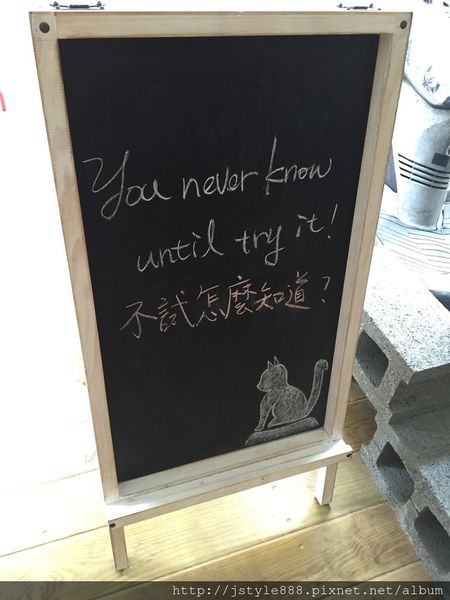 You never know
until try it!
不試怎麼知道?
http://jstyle888.pixnet.net/album